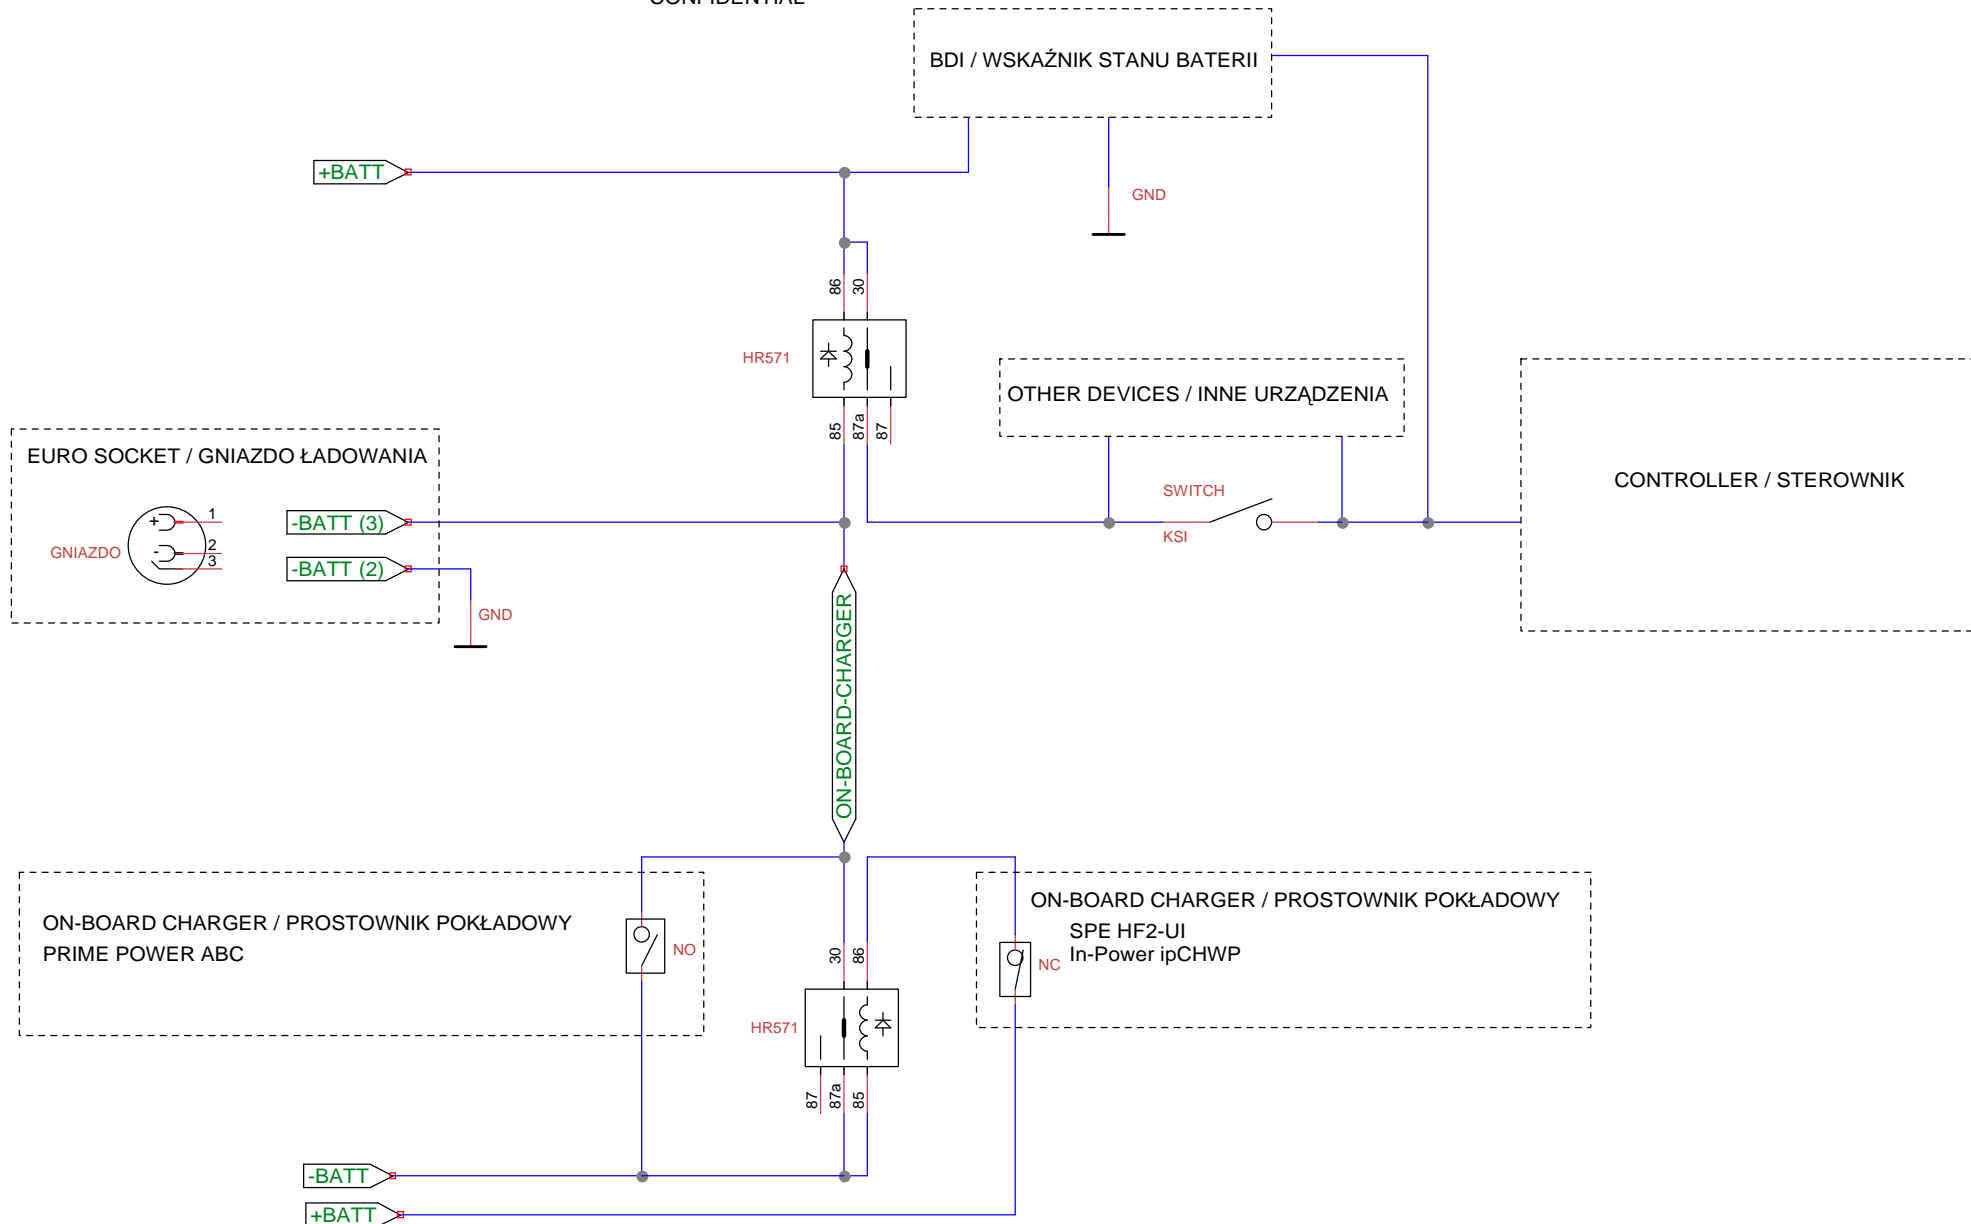 CONFIDENTIAL
BDI / WSKAŹNIK STANU BATERII
+BATT
GND
86
30
HR571
85
87a
87
OTHER DEVICES / INNE URZĄDZENIA
EURO SOCKET / GNIAZDO ŁADOWANIA
CONTROLLER / STEROWNIK
SWITCH
KSI
+
-
1
2
3
GNIAZDO
-BATT (3)
-BATT (2)
GND
ON-BOARD-CHARGER
ON-BOARD CHARGER / PROSTOWNIK POKŁADOWY
PRIME POWER ABC
NO
30
86
HR571
87
87a
85
ON-BOARD CHARGER / PROSTOWNIK POKŁADOWY
SPE HF2-UI
In-Power ipCHWP
NC
-BATT
+BATT